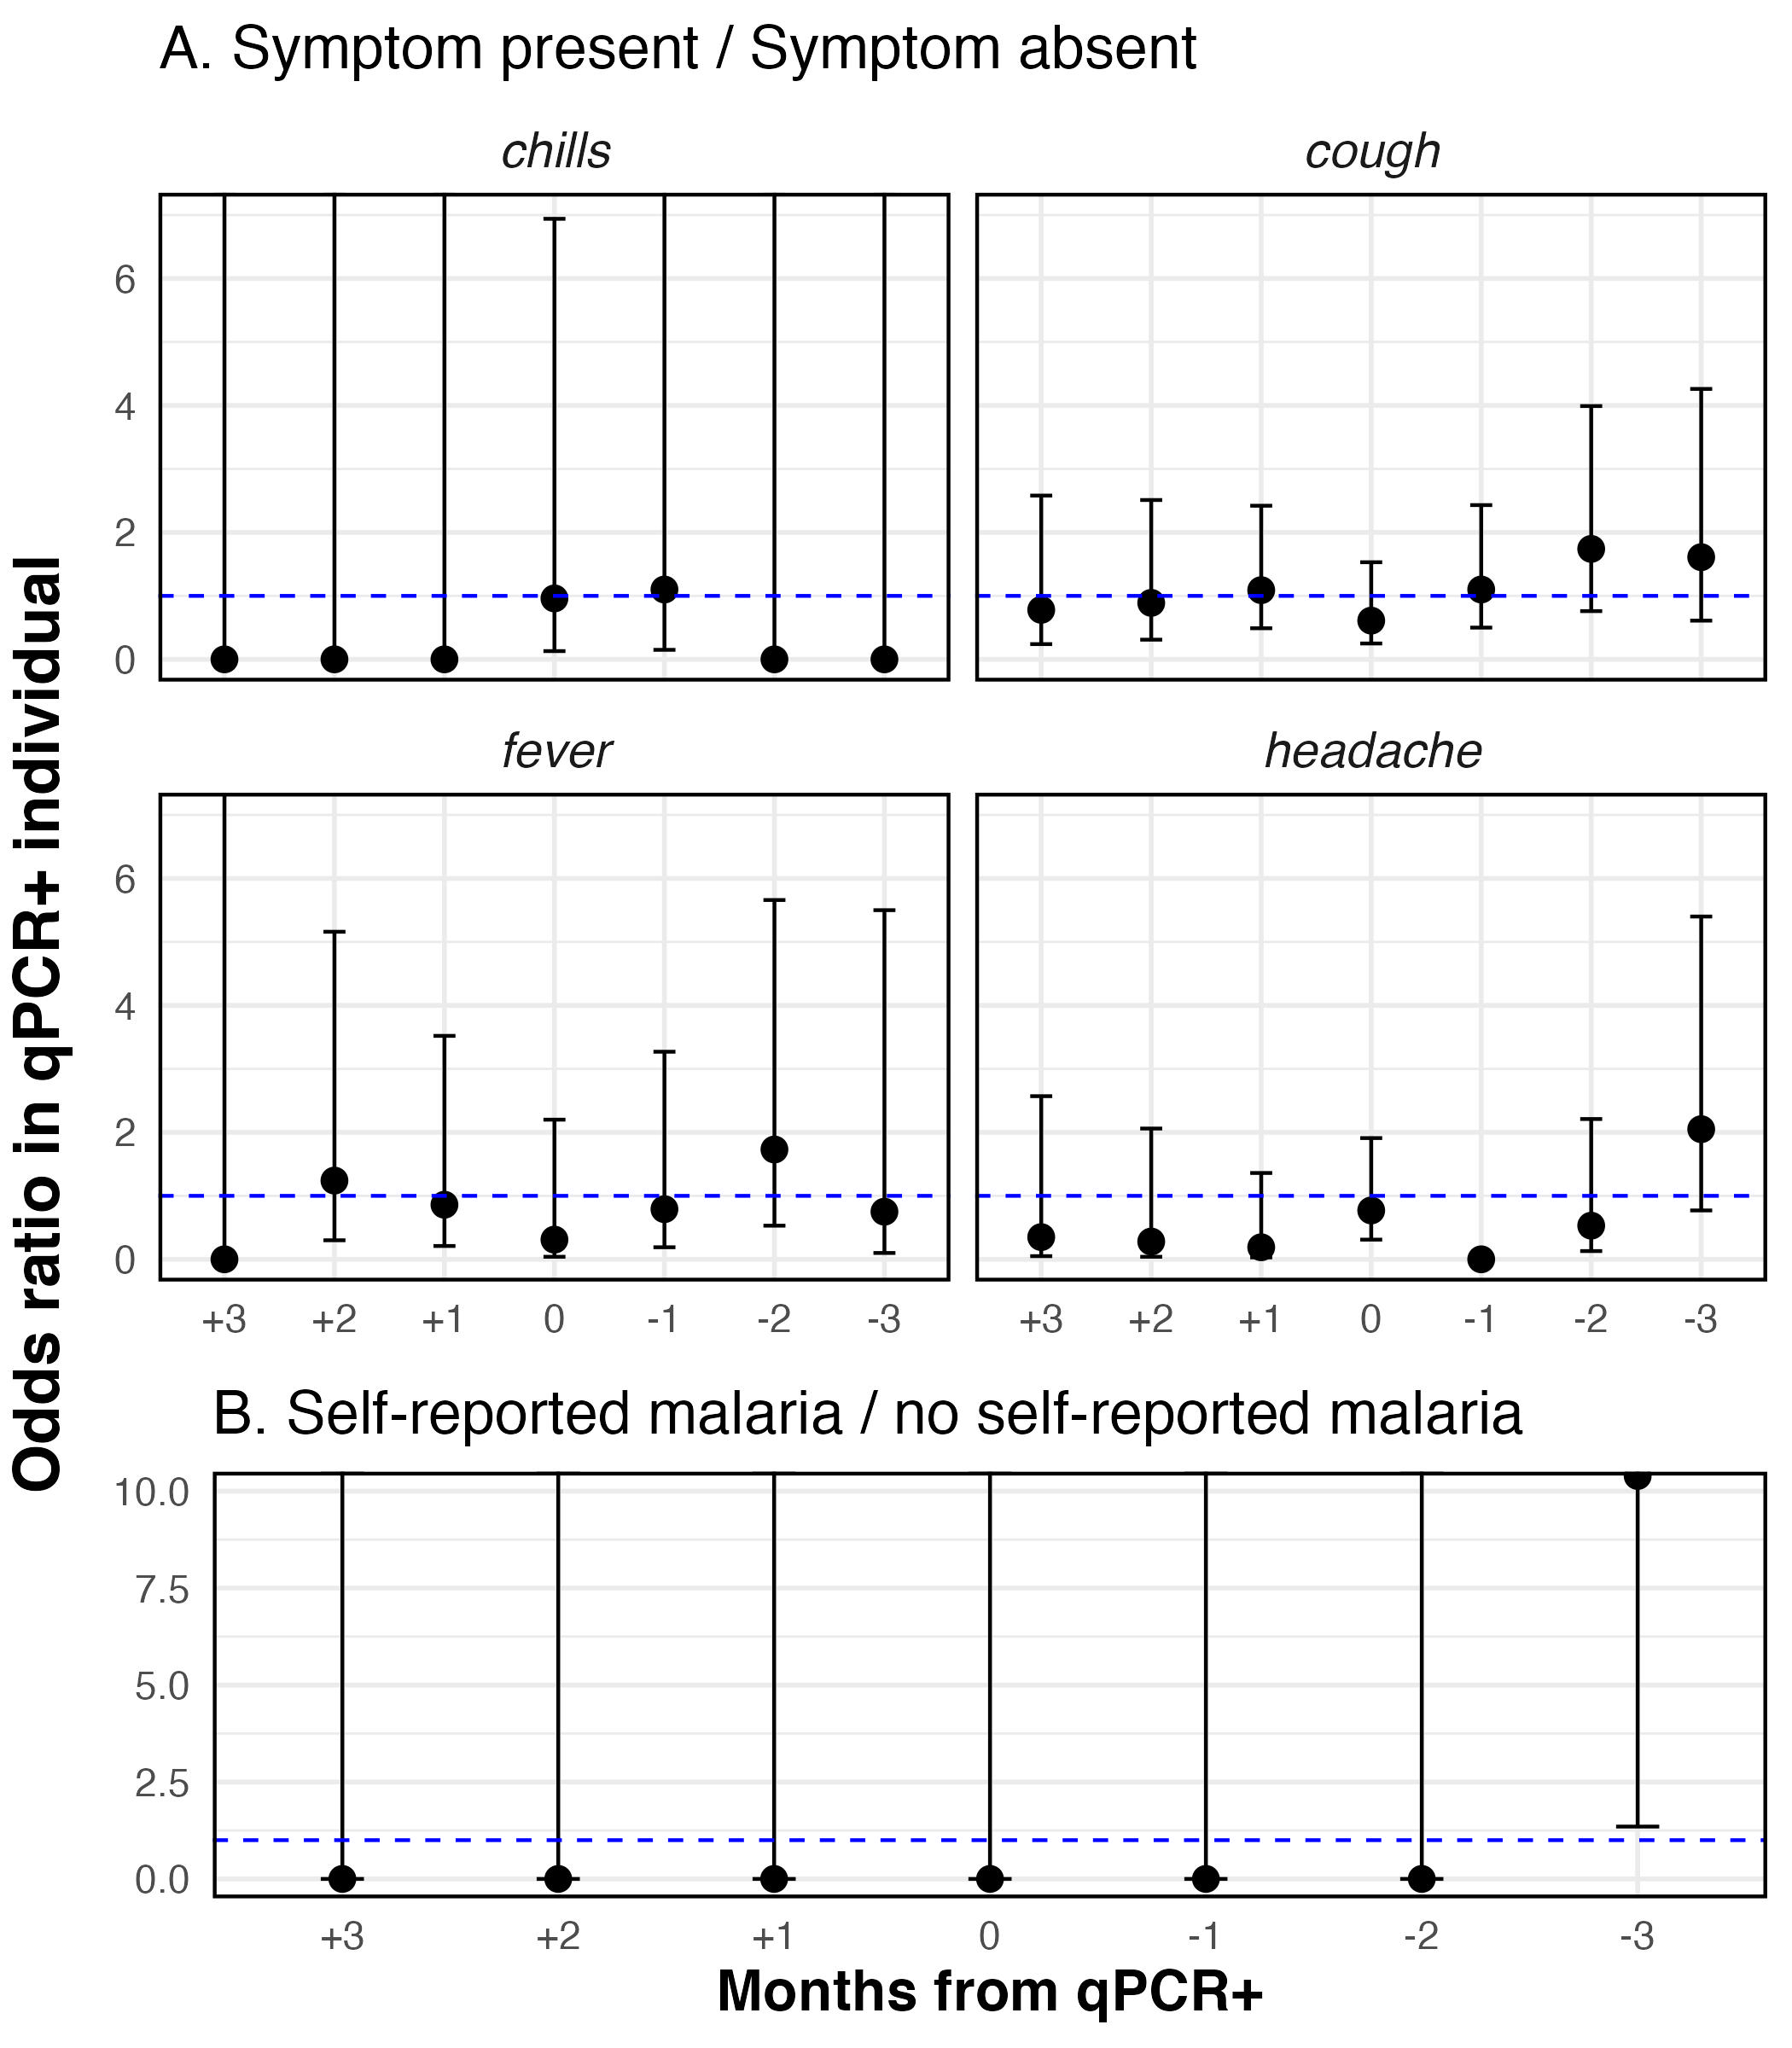 A. Symptom present / Symptom absent
chills
cough
6
4
2
0
fever
headache
6
4
2
0
+3 +2 +1 0 -1 -2 -3
+3 +2 +1 0 -1 -2 -3
Odds ratio in qPCR+ individual
B. Self-reported malaria / no self-reported malaria
10.0
7.5
5.0
2.5
0.0
+3 +2 +1 0 -1 -2 -3
Months from qPCR+